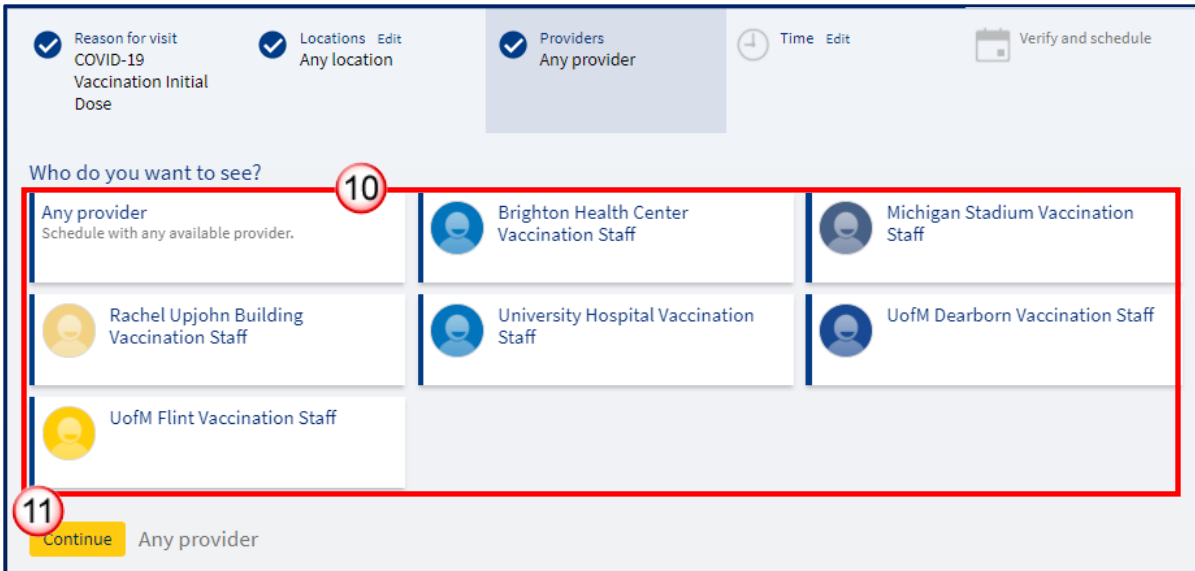 Reason for visit
COVID-19
Vaccination Initial
Dose
Locations Edit
Any location
Providers
Any provider
Time Edit
Verify and schedule
Who do you want to see?
10
Any provider
Schedule with any available provider.
Brighton Health Center
Vaccination Staff
Michigan Stadium Vaccination
Staff
Rachel Upjohn Building
Vaccination Staff
University Hospital Vaccination
Staff
UofM Dearborn Vaccination Staff
UofM Flint Vaccination Staff
11
Continue Any provider